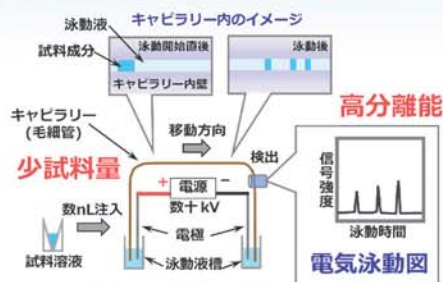 キャピラリー内のイメージ
泳動液
試料成分
泳動開始直後
キャピラリー内壁
泳動後
キャピラリー
(毛細管)
移動方向
高分離能
少試料量
検出
+ 電源 −
数十 kV
数nL注入
電極
泳動液槽
試料溶液
信号強度
泳動時間
電気泳動図